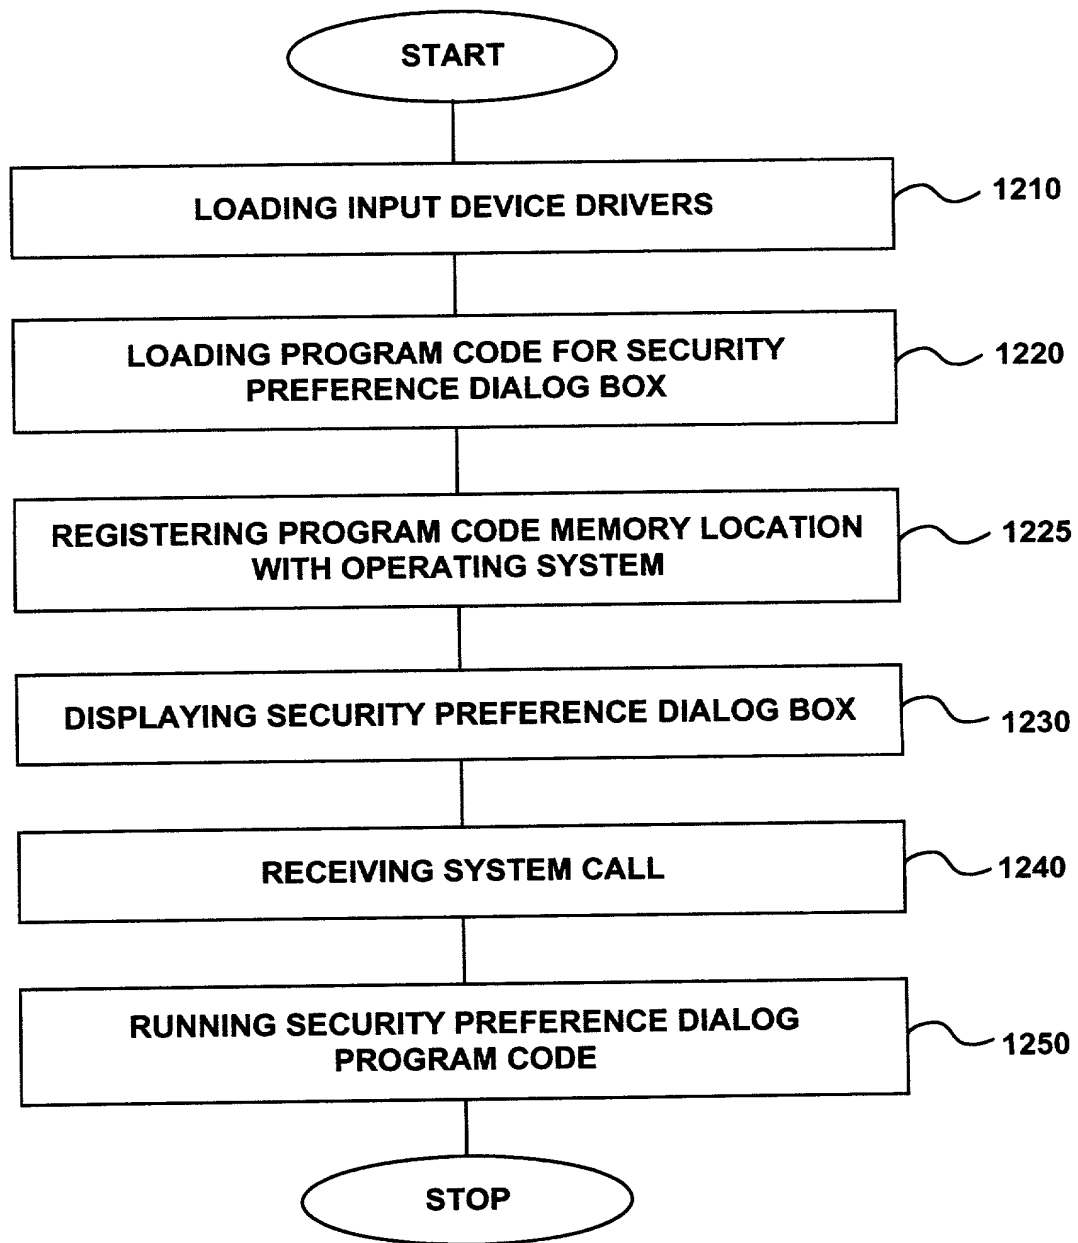 START
LOADING INPUT DEVICE DRIVERS
1210
LOADING PROGRAM CODE FOR SECURITY
PREFERENCE DIALOG BOX
1220
REGISTERING PROGRAM CODE MEMORY LOCATION
WITH OPERATING SYSTEM
1225
DISPLAYING SECURITY PREFERENCE DIALOG BOX
1230
RECEIVING SYSTEM CALL
1240
RUNNING SECURITY PREFERENCE DIALOG
PROGRAM CODE
1250
STOP